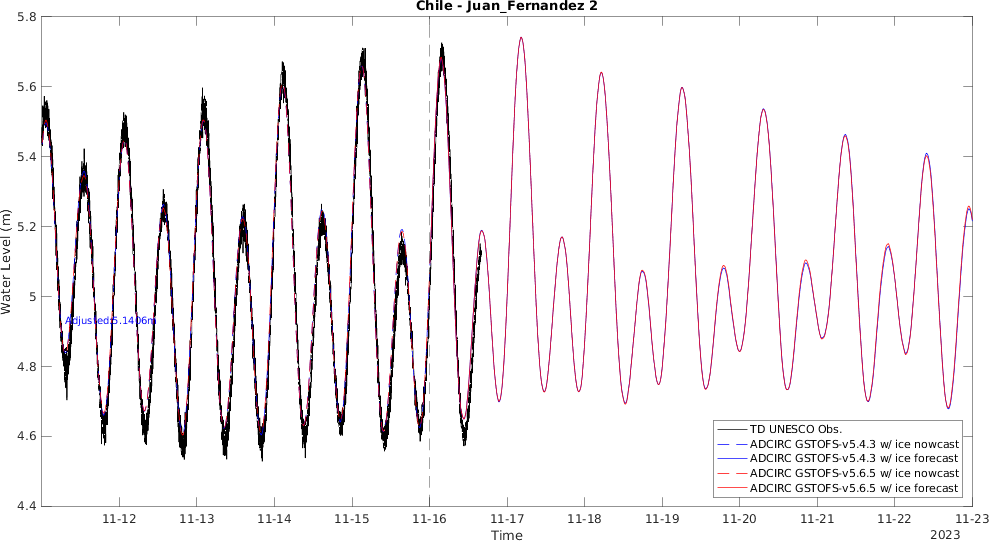 Chile - Juan_Fernandez 2
5.8
5.6
5.4
5.2
5
4.8
4.6
4.4
Water Level (m)
Adjusted:5.1406m
TD UNESCO Obs.
ADCIRC GSTOFS-v5.4.3 w/ ice nowcast
ADCIRC GSTOFS-v5.4.3 w/ ice forecast
ADCIRC GSTOFS-v5.6.5 w/ ice nowcast
ADCIRC GSTOFS-v5.6.5 w/ ice forecast
11-12 11-13 11-14 11-15 11-16 11-17 11-18 11-19 11-20 11-21 11-22 11-23
Time
2023